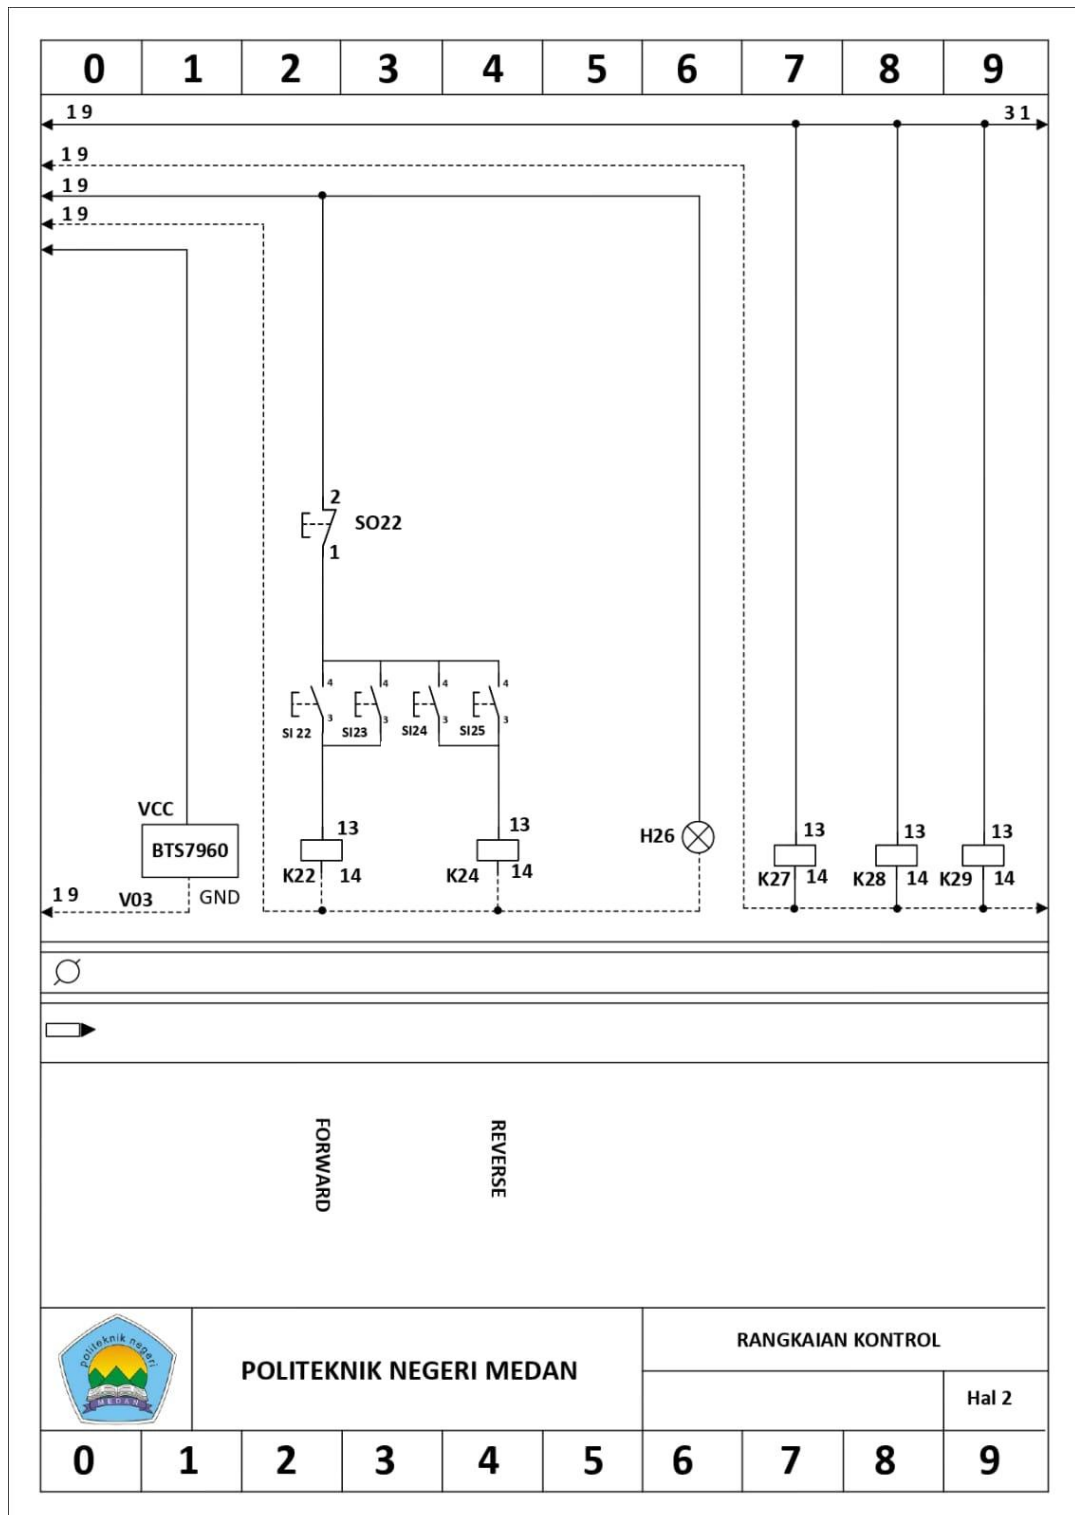 0 1 2 3 4 5 6 7 8 9
19 31
19
19
19
2
SO22
1
4 4 4 4
3 3 3 3
SI 22 SI23 SI24 SI25
VCC
BTS7960
19 V03 GND
13 13 13 13 13
H26
K22 14 K24 14 K27 14 K28 14 K29 14
FORWARD
REVERSE
politeknik negeri
MEDAN
POLITEKNIK NEGERI MEDAN
RANGKAIAN KONTROL
Hal 2
0 1 2 3 4 5 6 7 8 9